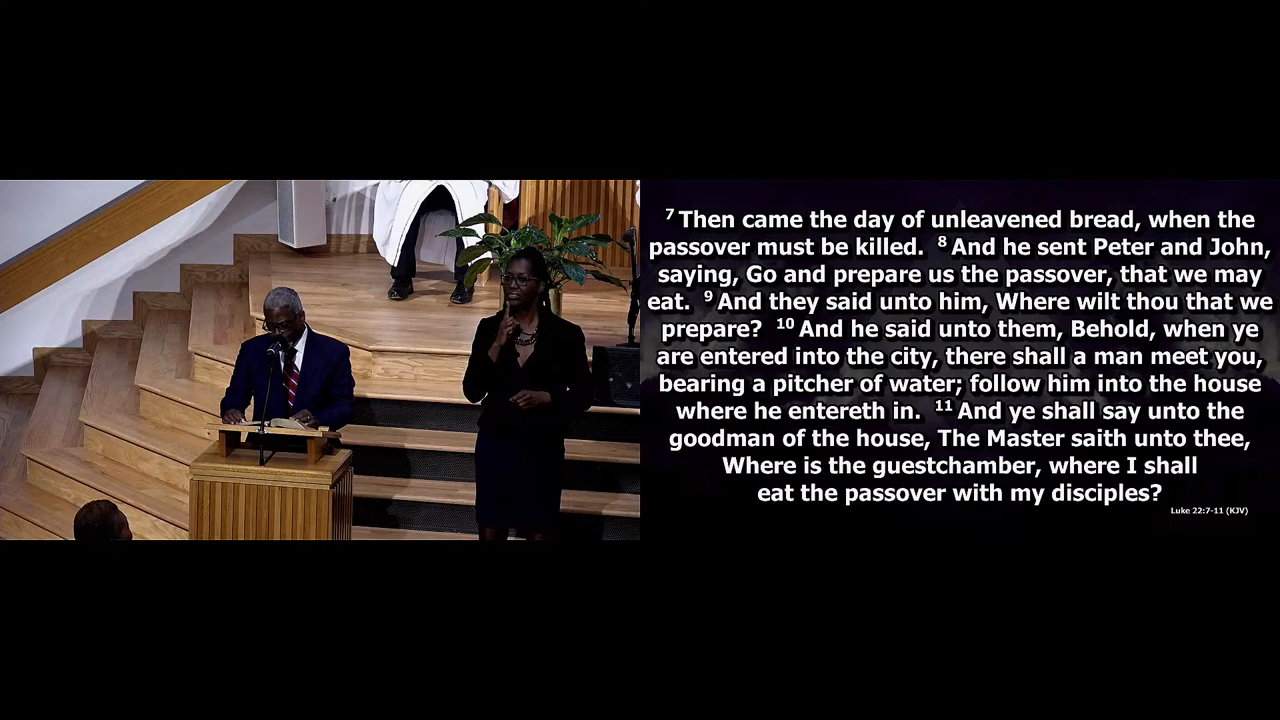 7 Then came the day of unleavened bread, when the
passover must be killed. 8 And he sent Peter and John,
saying, Go and prepare us the passover, that we may
eat. 9 And they said unto him, Where wilt thou that we
prepare? 10 And he said unto them, Behold, when ye
are entered into the city, there shall a man meet you,
bearing a pitcher of water; follow him into the house
where he entereth in. 11 And ye shall say unto the
goodman of the house, The Master saith unto thee,
Where is the guestchamber, where I shall
eat the passover with my disciples?
Luke 22:7-11 (KJV)